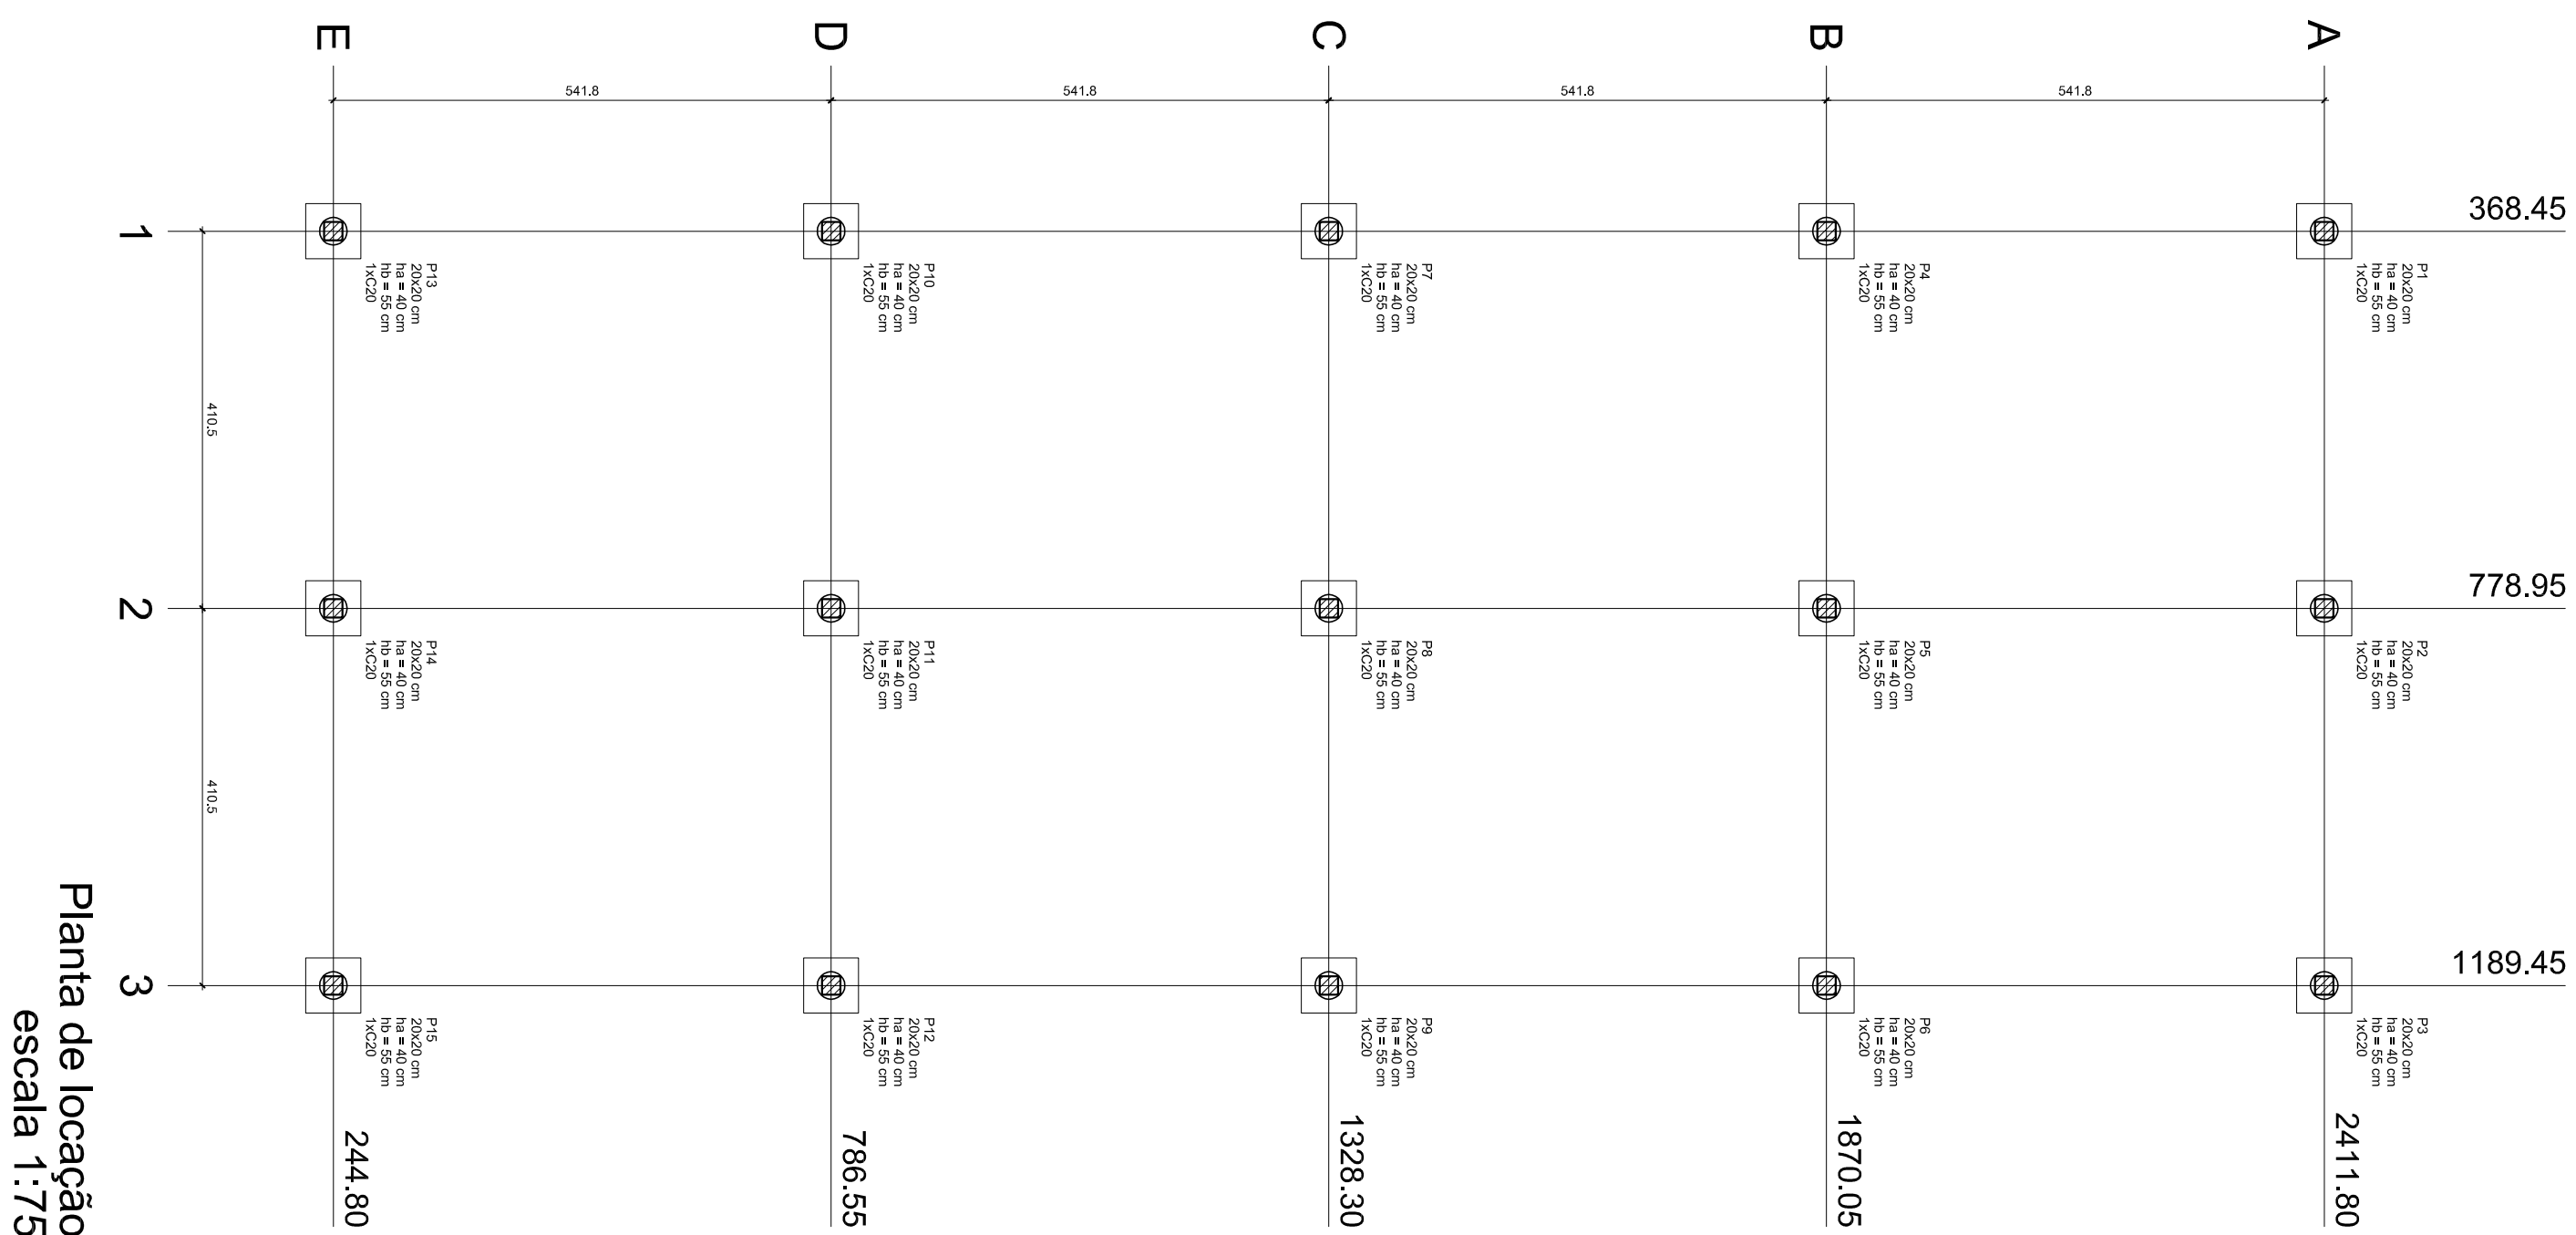 E
D
C
B
A
541.8
541.8
541.8
541.8
368.45
1
P13
20x20 cm
ha = 40 cm
hb = 55 cm
1xC20
P10
20x20 cm
ha = 40 cm
hb = 55 cm
1xC20
P7
20x20 cm
ha = 40 cm
hb = 55 cm
1xC20
P4
20x20 cm
ha = 40 cm
hb = 55 cm
1xC20
P1
20x20 cm
ha = 40 cm
hb = 55 cm
1xC20
410.5
778.95
2
P14
20x20 cm
ha = 40 cm
hb = 55 cm
1xC20
P11
20x20 cm
ha = 40 cm
hb = 55 cm
1xC20
P8
20x20 cm
ha = 40 cm
hb = 55 cm
1xC20
P5
20x20 cm
ha = 40 cm
hb = 55 cm
1xC20
P2
20x20 cm
ha = 40 cm
hb = 55 cm
1xC20
410.5
1189.45
3
P15
20x20 cm
ha = 40 cm
hb = 55 cm
1xC20
P12
20x20 cm
ha = 40 cm
hb = 55 cm
1xC20
P9
20x20 cm
ha = 40 cm
hb = 55 cm
1xC20
P6
20x20 cm
ha = 40 cm
hb = 55 cm
1xC20
P3
20x20 cm
ha = 40 cm
hb = 55 cm
1xC20
244.80
786.55
1328.30
1870.05
2411.80
Planta de locação
escala 1:75